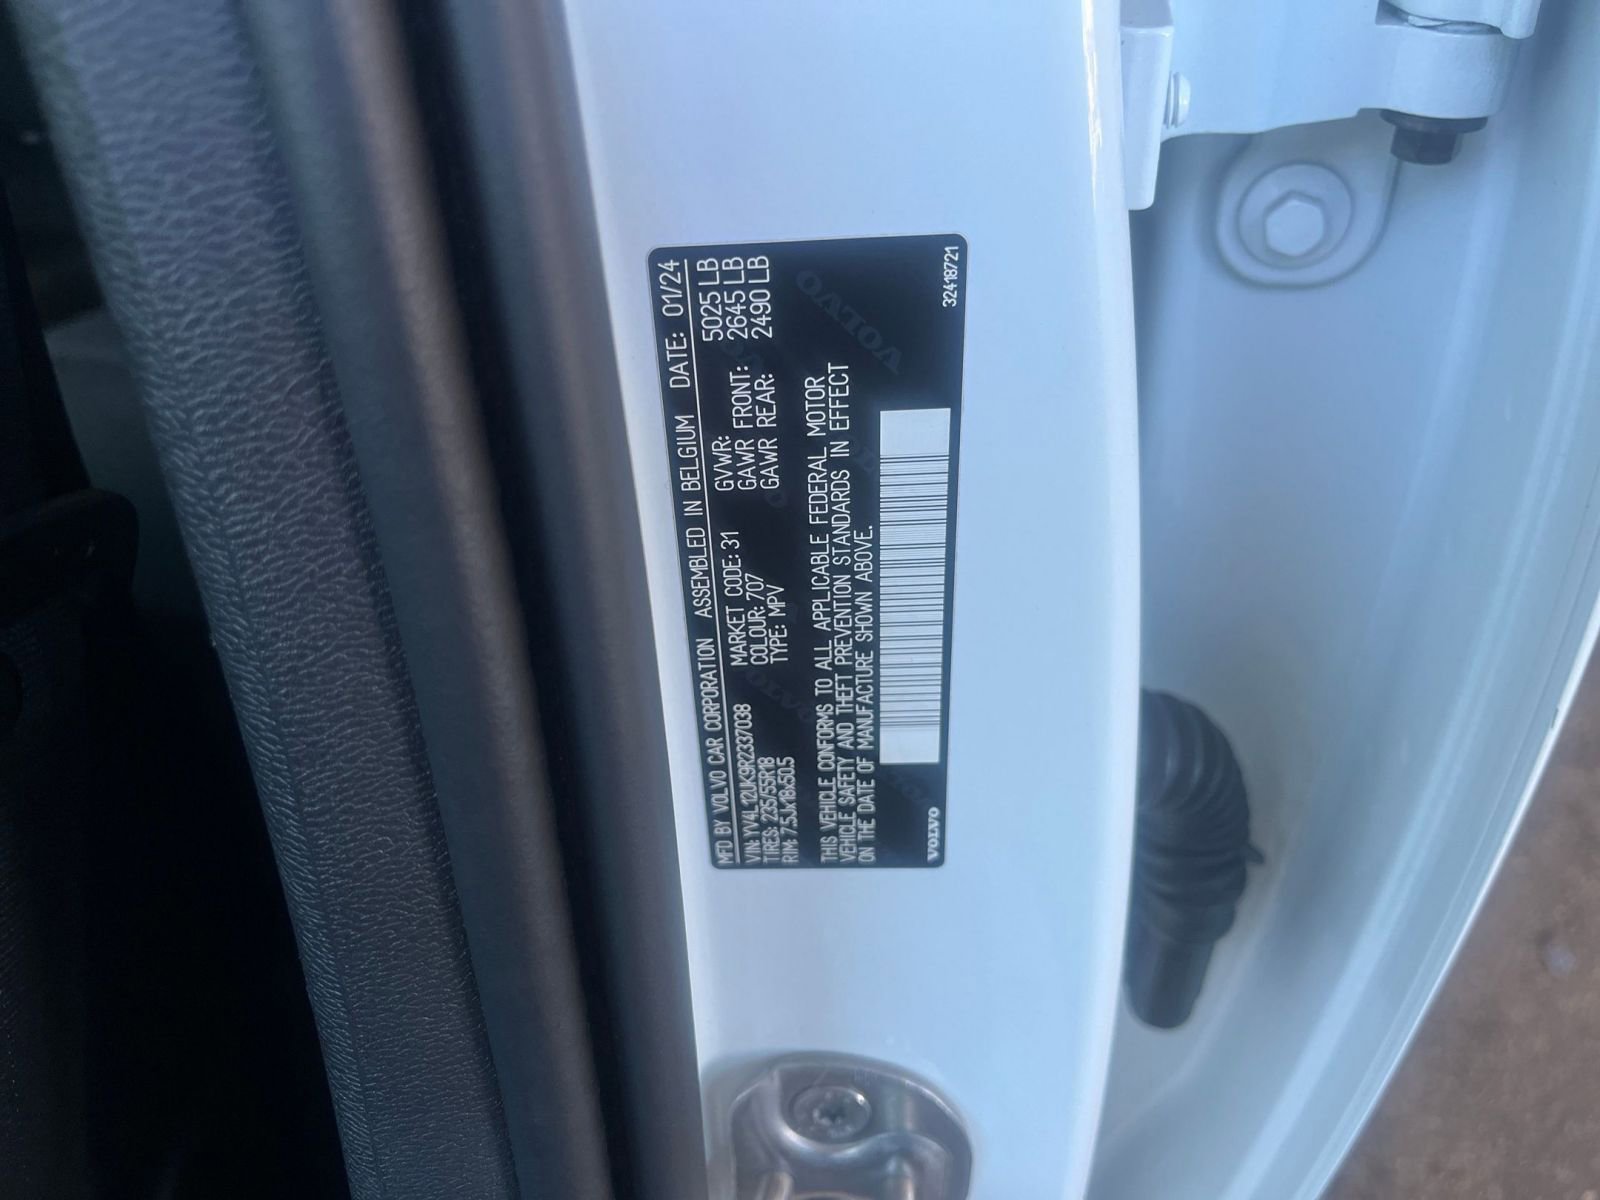 MFD BY VOLVO CAR CORPORATION ASSEMBLED IN BELGIUM DATE: 01/24
VIN: YV4L12UK9R2337038 MARKET CODE: 31 GVWR: 5025 LB
TIRES: 235/55R18 COLOUR: 707 GAWR FRONT: 2645 LB
RIM: 7.5Jx18x50.5 TYPE: MPV GAWR REAR: 2490 LB
THIS VEHICLE CONFORMS TO ALL APPLICABLE FEDERAL MOTOR
VEHICLE SAFETY AND THEFT PREVENTION STANDARDS IN EFFECT
ON THE DATE OF MANUFACTURE SHOWN ABOVE.
VOLVO 32418721